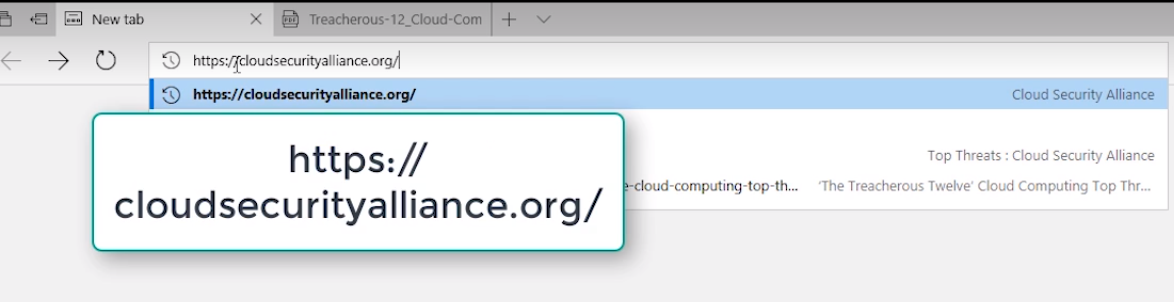 New tab
Treacherous-12_Cloud-Com
https://cloudsecurityalliance.org/
https://cloudsecurityalliance.org/ Cloud Security Alliance
Top Threats : Cloud Security Alliance
e-cloud-computing-top-th... 'The Treacherous Twelve' Cloud Computing Top Thr...
https://
cloudsecurityalliance.org/